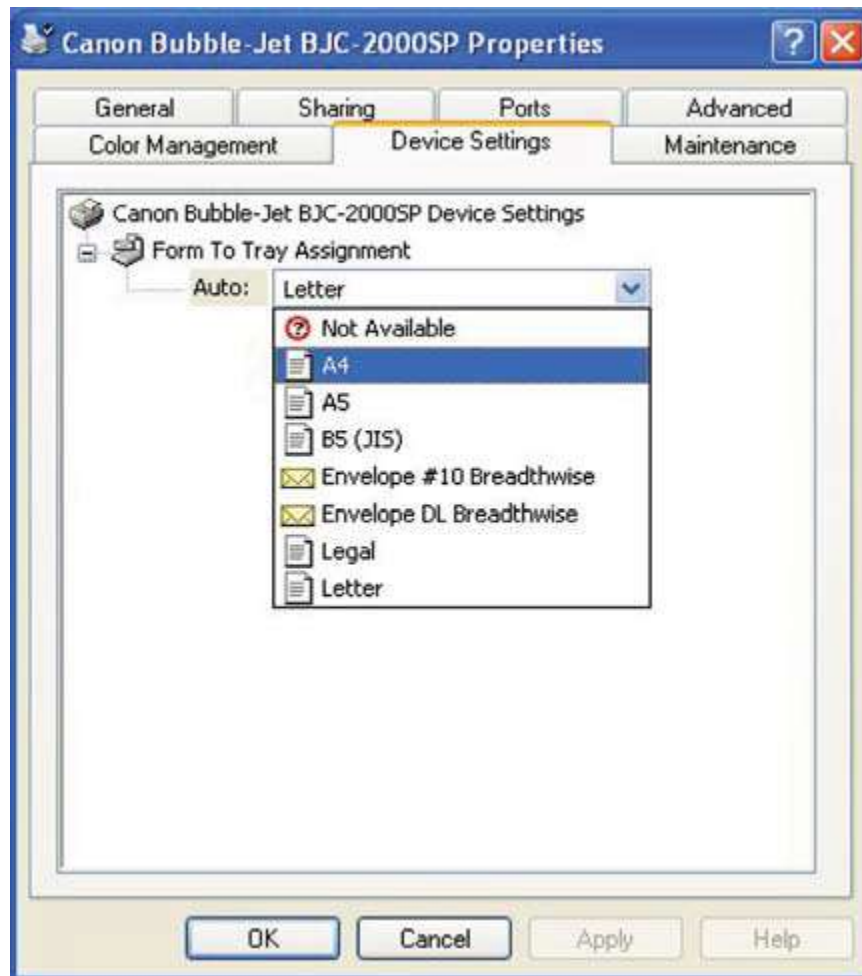 Canon Bubble-Jet BJC-2000SP Properties
General Sharing Ports Advanced
Color Management Device Settings Maintenance
Canon Bubble-Jet BJC-2000SP Device Settings
Form To Tray Assignment
Auto: Letter
Not Available
A4
A5
B5 (JIS)
Envelope #10 Breadthwise
Envelope DL Breadthwise
Legal
Letter
OK Cancel Apply Help